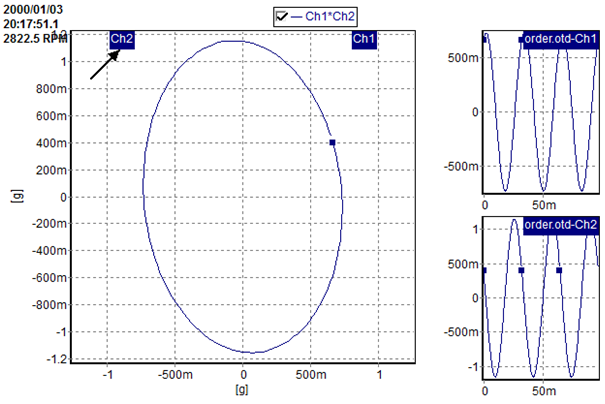 2000/01/03
20:17:51.1
2822.5 RPM
Ch1*Ch2
Ch2
Ch1
1.2
1
800m
600m
400m
200m
0
-200m
-400m
-600m
-800m
-1
-1.2
[g]
-1
-500m
0
500m
1
[g]
order.otd-Ch1
500m
0
-500m
0
50m
order.otd-Ch2
1
500m
0
-500m
-1
0
50m